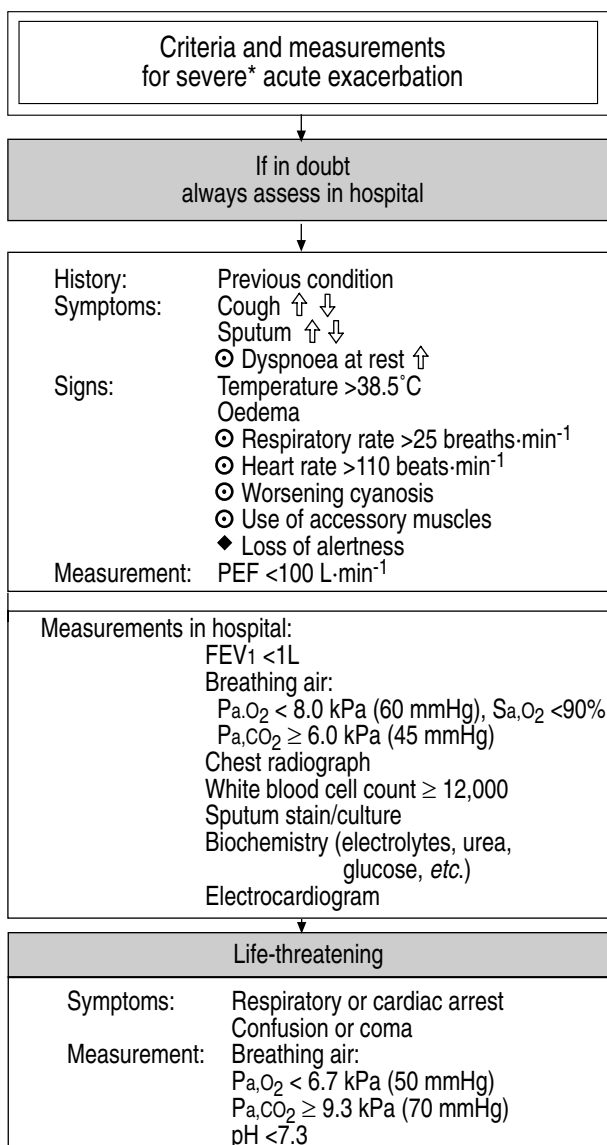 Criteria and measurements
for severe* acute exacerbation
If in doubt
always assess in hospital
History: Previous condition
Symptoms: Cough ⇧ ⇩
Sputum ⇧ ⇩
⊙ Dyspnoea at rest ⇧
Signs: Temperature >38.5˚C
Oedema
⊙ Respiratory rate >25 breaths·min⁻¹
⊙ Heart rate >110 beats·min⁻¹
⊙ Worsening cyanosis
⊙ Use of accessory muscles
◆ Loss of alertness
Measurement: PEF <100 L·min⁻¹
Measurements in hospital:
FEV1 <1L
Breathing air:
Pa.O₂ < 8.0 kPa (60 mmHg), Sa,O₂ <90%
Pa,CO₂ ≥ 6.0 kPa (45 mmHg)
Chest radiograph
White blood cell count ≥ 12,000
Sputum stain/culture
Biochemistry (electrolytes, urea,
glucose, etc.)
Electrocardiogram
Life-threatening
Symptoms: Respiratory or cardiac arrest
Confusion or coma
Measurement: Breathing air:
Pa,O₂ < 6.7 kPa (50 mmHg)
Pa,CO₂ ≥ 9.3 kPa (70 mmHg)
pH <7.3